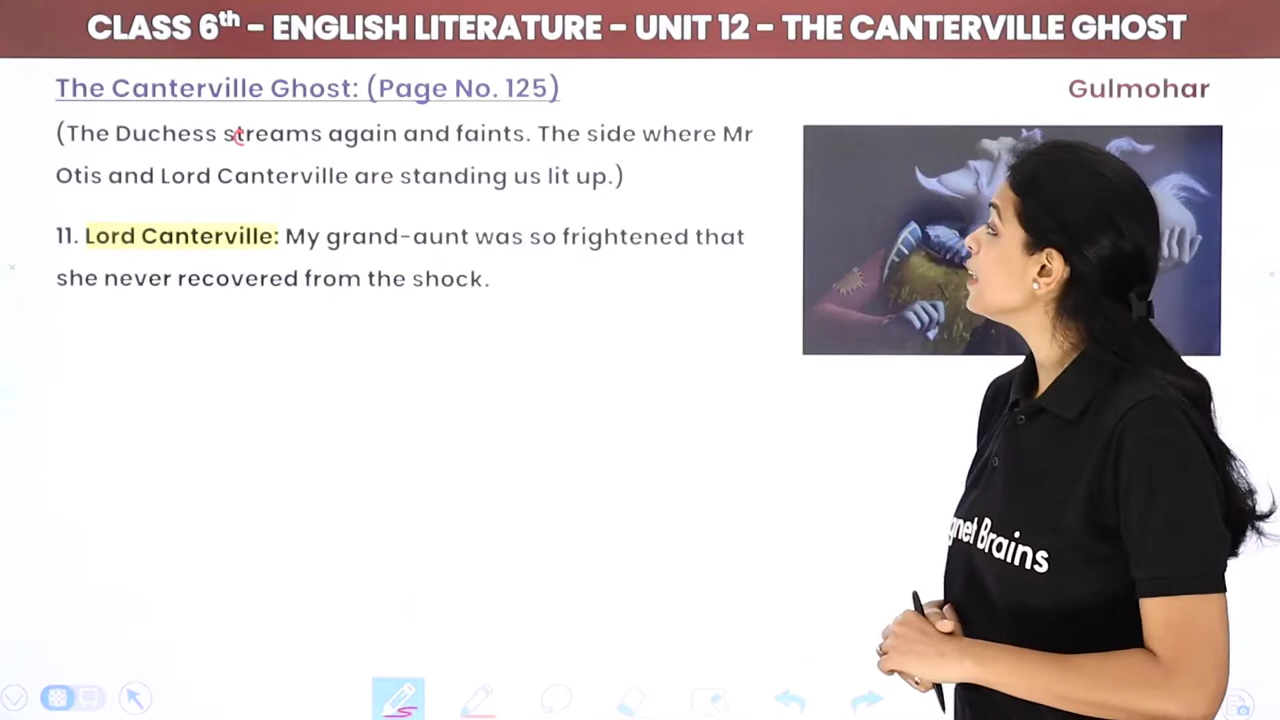 CLASS 6th – ENGLISH LITERATURE – UNIT 12 – THE CANTERVILLE GHOST
The Canterville Ghost: (Page No. 125)
Gulmohar
(The Duchess streams again and faints. The side where Mr
Otis and Lord Canterville are standing us lit up.)
11. Lord Canterville: My grand-aunt was so frightened that
she never recovered from the shock.
Brains